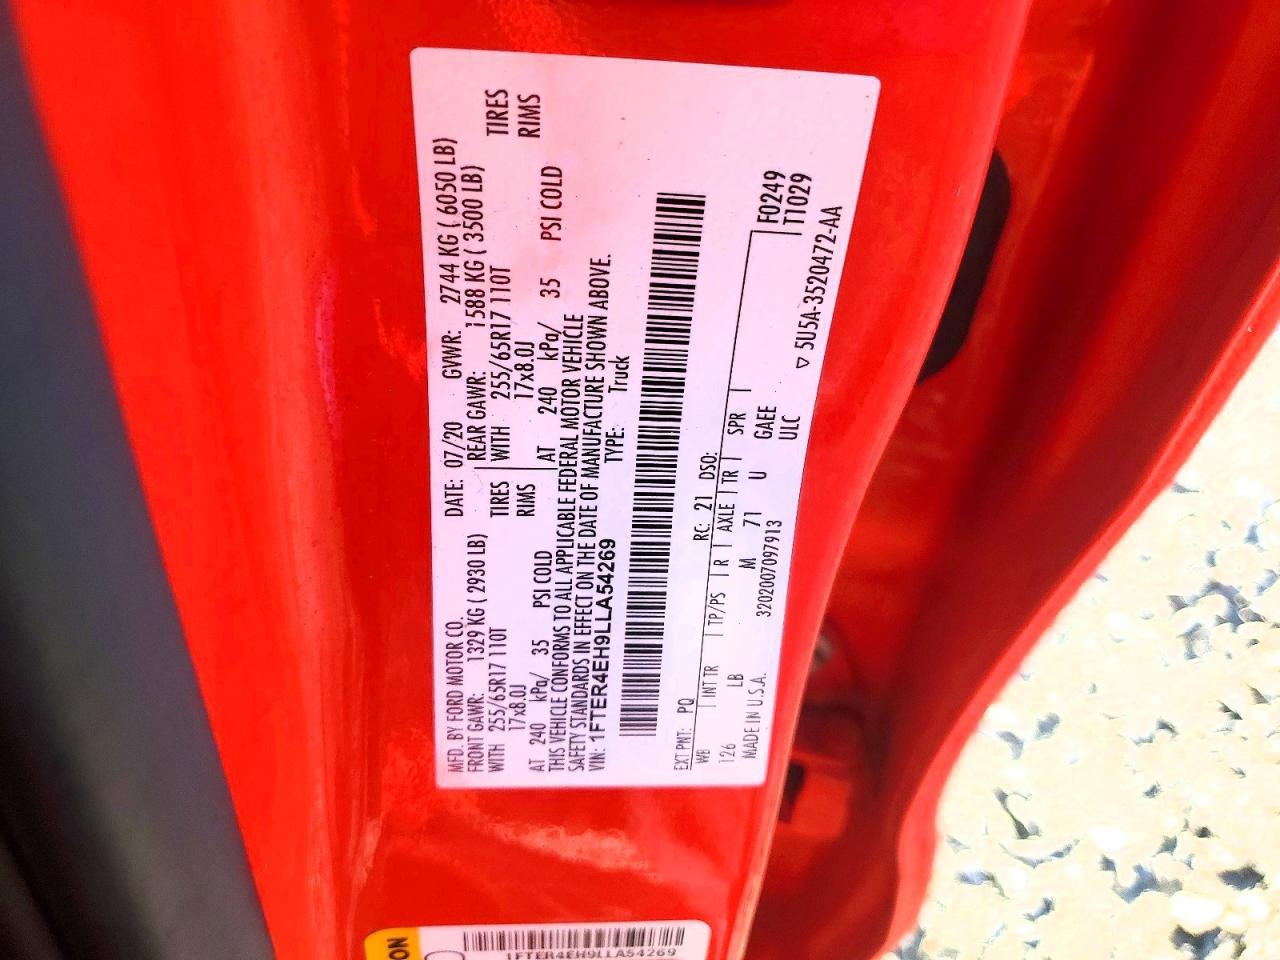 MFD. BY FORD MOTOR CO. DATE: 07/20 GVWR: 2744 KG ( 6050 LB)
FRONT GAWR: 1329 KG ( 2930 LB) REAR GAWR: 1588 KG ( 3500 LB)
WITH 255/65R17 110T TIRES WITH 255/65R17 110T TIRES
17x8.0J RIMS 17x8.0J RIMS
AT 240 kPa/ 35 PSI COLD AT 240 kPa/ 35 PSI COLD
THIS VEHICLE CONFORMS TO ALL APPLICABLE FEDERAL MOTOR VEHICLE
SAFETY STANDARDS IN EFFECT ON THE DATE OF MANUFACTURE SHOWN ABOVE.
VIN: 1FTER4EH9LLA54269 TYPE: Truck
EXT PNT: PQ RC: 21 DSO: F0249
WB INT TR TP/PS R AXLE TR SPR T1029
126 LB M 71 U GAEE
MADE IN U.S.A. 3202007097913 ULC ▽ 5U5A-3520472-AA
ON
1FTER4EH9LLA54269